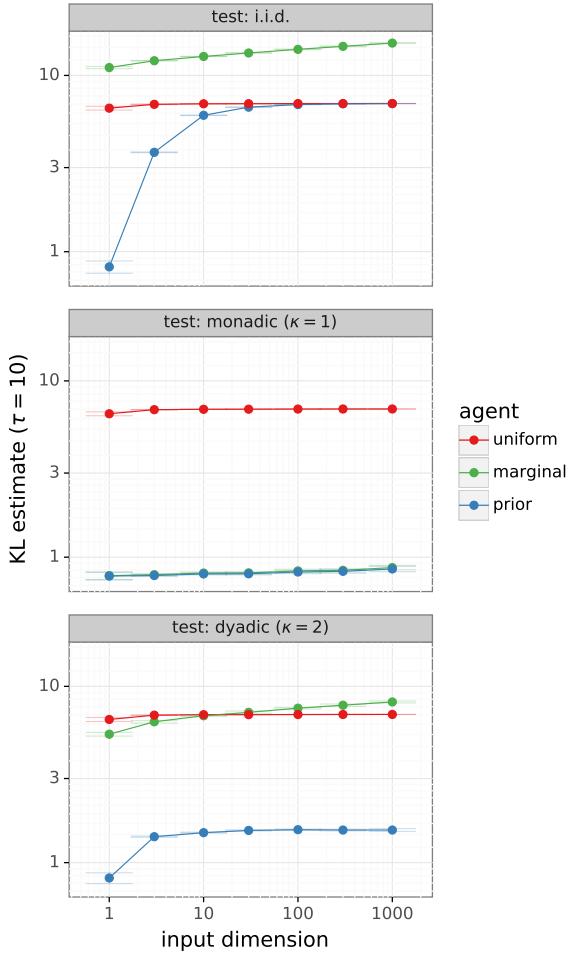 test: i.i.d.
10
3
1
test: monadic (κ = 1)
10
3
1
test: dyadic (κ = 2)
10
3
1
1 10 100 1000
input dimension
KL estimate (τ = 10)
agent
uniform
marginal
prior